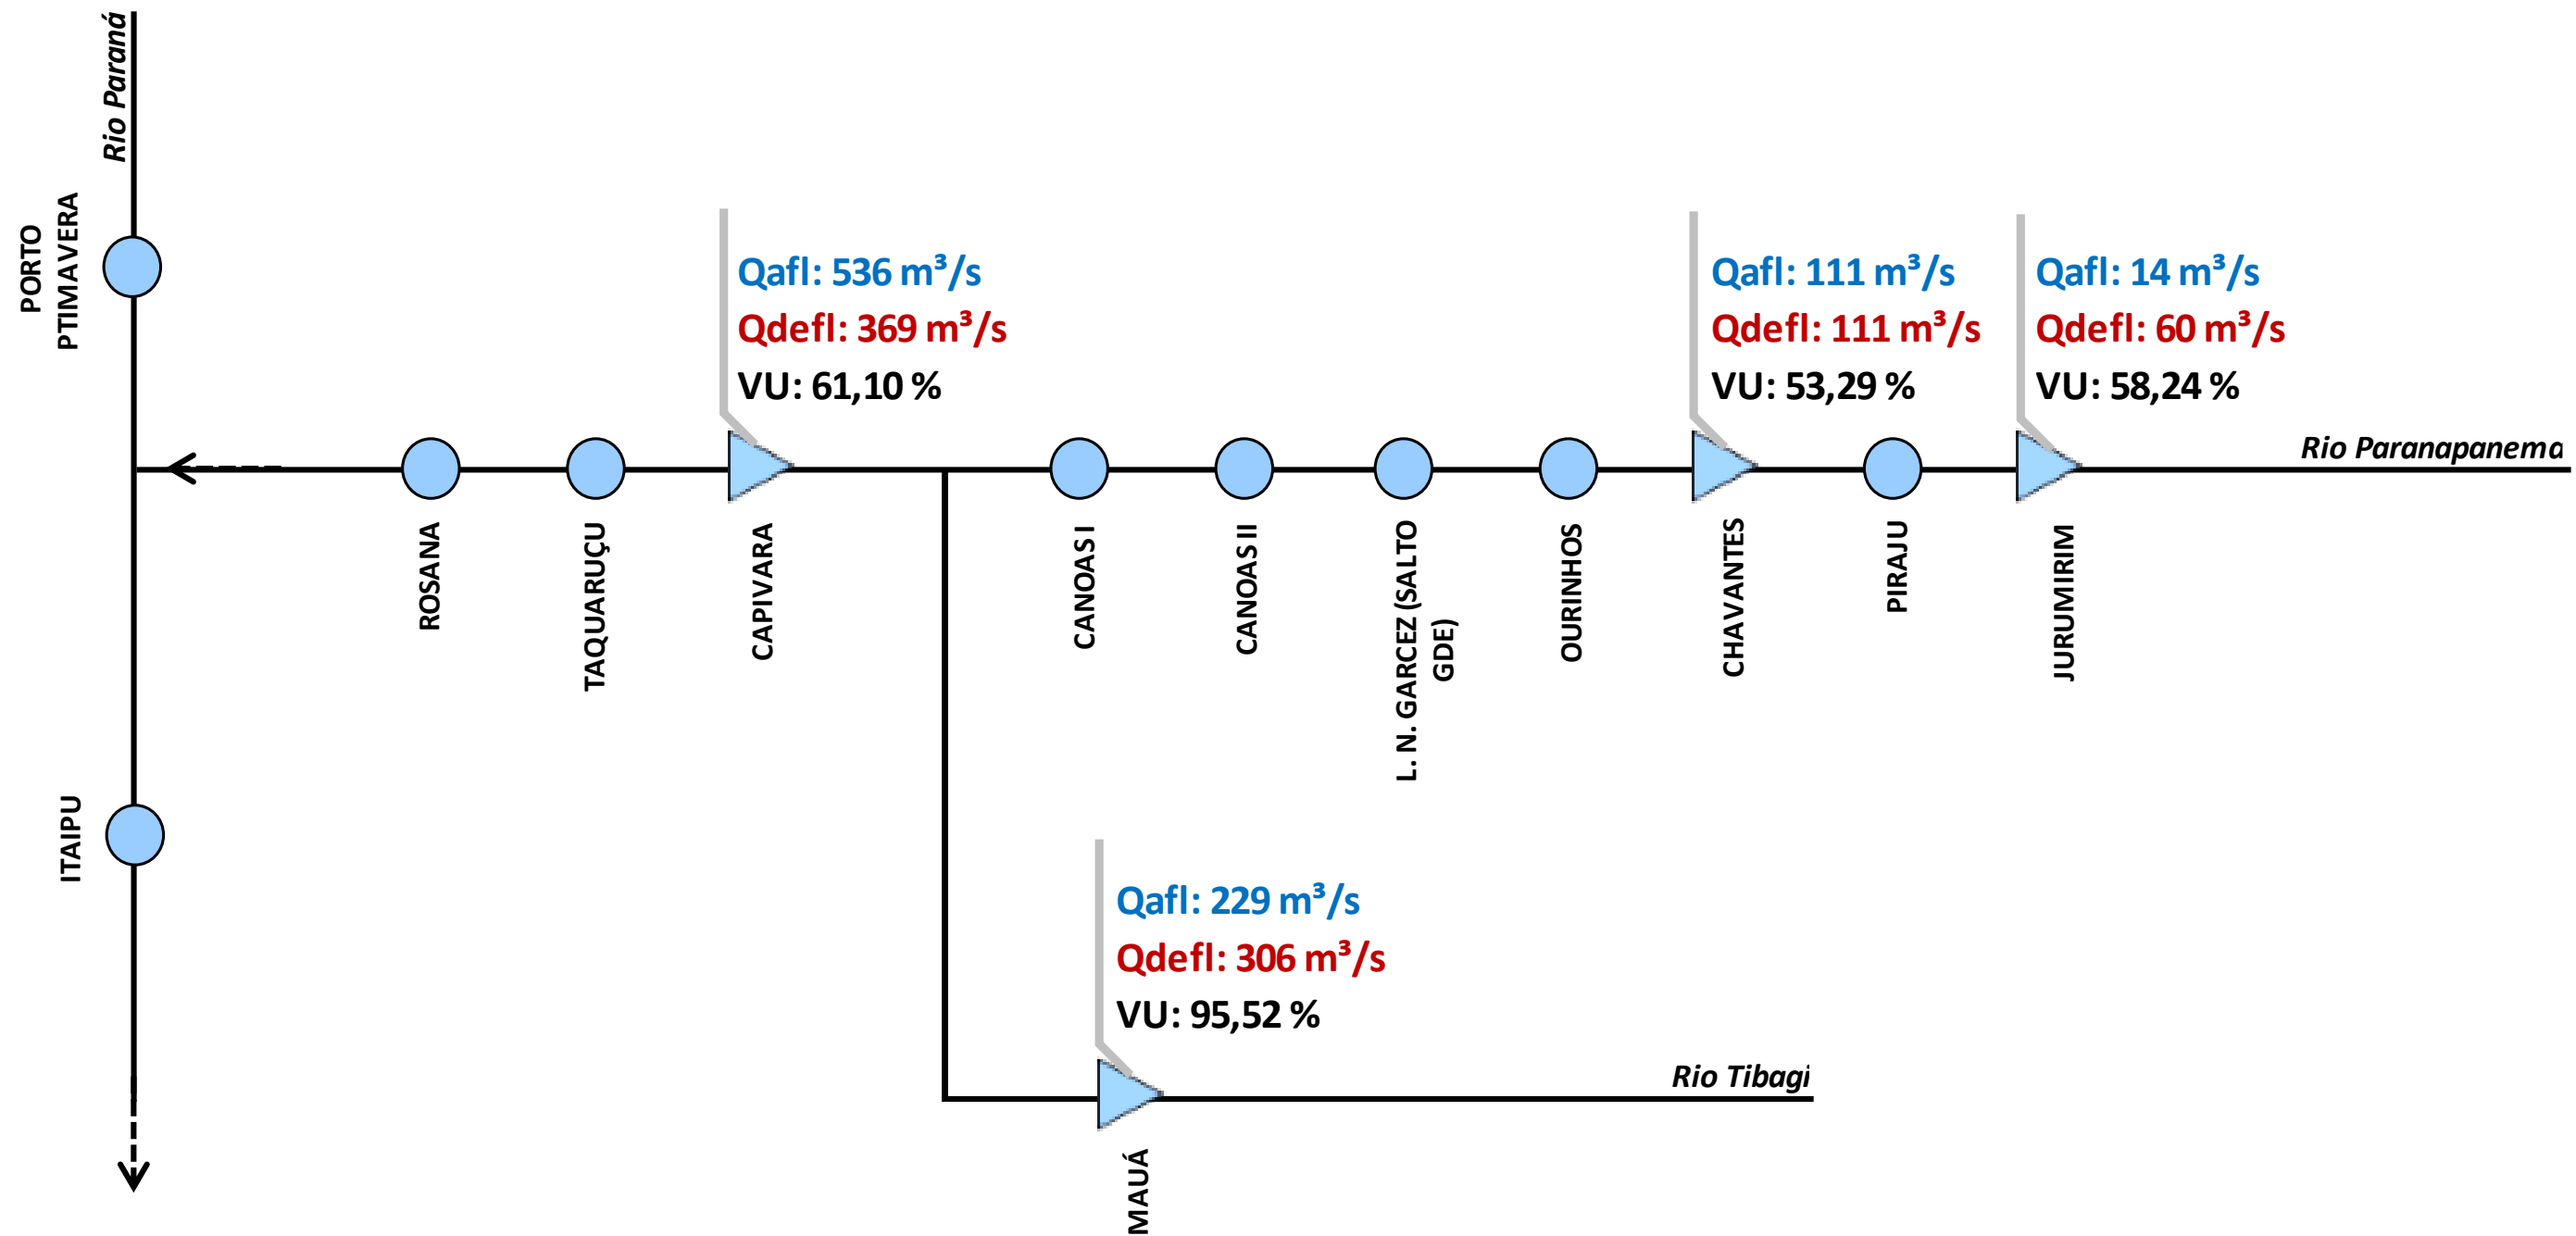 Rio Paraná
PORTO
PTIMAVERA
Qafl: 536 m³/s
Qdefl: 369 m³/s
VU: 61,10 %
Qafl: 111 m³/s
Qdefl: 111 m³/s
VU: 53,29 %
Qafl: 14 m³/s
Qdefl: 60 m³/s
VU: 58,24 %
Rio Paranapanema
ROSANA
TAQUARUÇU
CAPIVARA
CANOAS I
CANOAS II
L. N. GARCEZ (SALTO
GDE)
OURINHOS
CHAVANTES
PIRAJU
JURUMIRIM
ITAIPU
Qafl: 229 m³/s
Qdefl: 306 m³/s
VU: 95,52 %
Rio Tibagi
MAUÁ